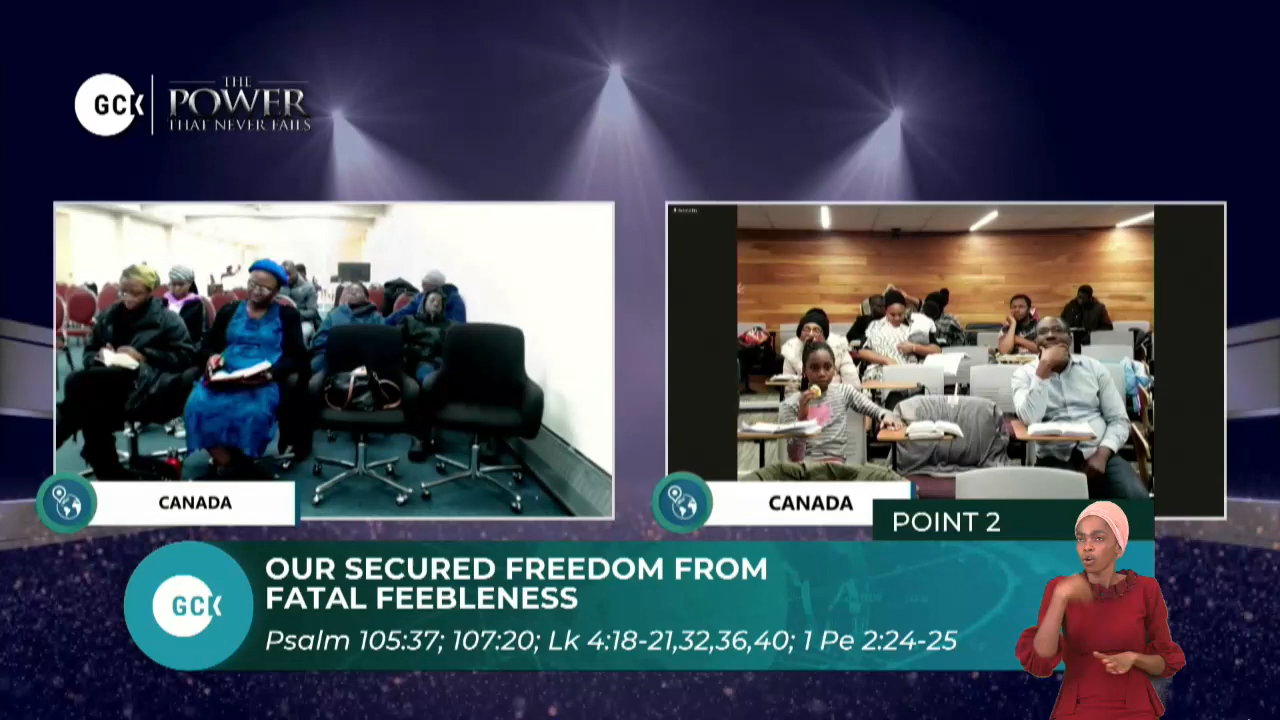 GCK
THE
POWER
THAT NEVER FAILS
CANADA
CANADA
POINT 2
GCK
OUR SECURED FREEDOM FROM
FATAL FEEBLENESS
Psalm 105:37; 107:20; Lk 4:18-21,32,36,40; 1 Pe 2:24-25